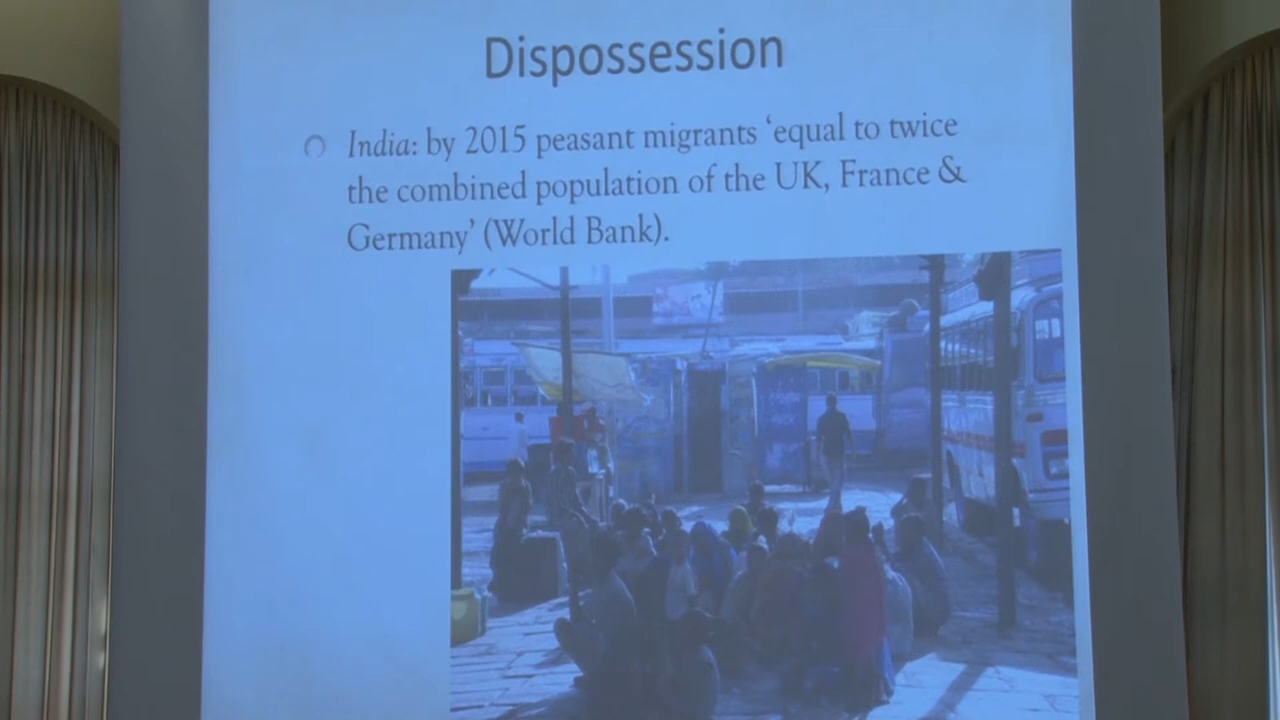 Dispossession
India: by 2015 peasant migrants ‘equal to twice
the combined population of the UK, France &
Germany’ (World Bank).